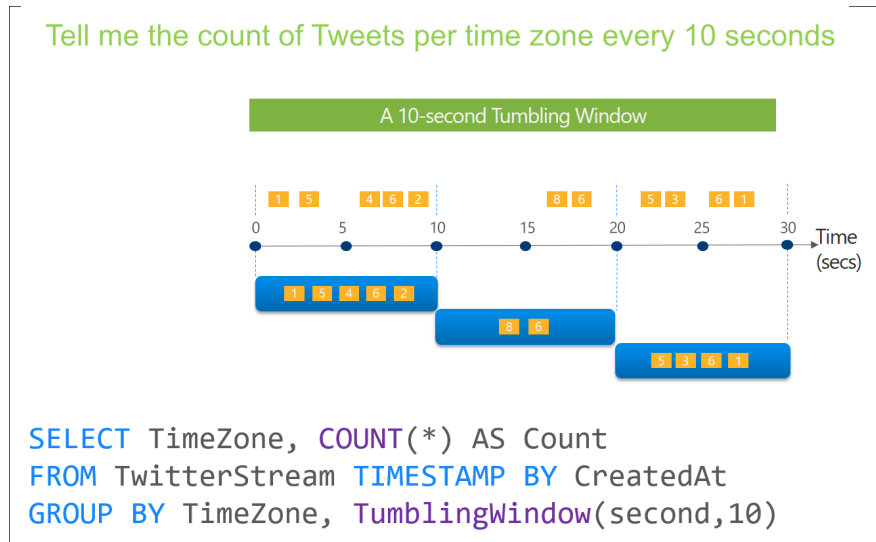 Tell me the count of Tweets per time zone every 10 seconds
A 10-second Tumbling Window
1 5 4 6 2 8 6 5 3 6 1
0 5 10 15 20 25 30
Time
(secs)
1 5 4 6 2
8 6
5 3 6 1
SELECT TimeZone, COUNT(*) AS Count
FROM TwitterStream TIMESTAMP BY CreatedAt
GROUP BY TimeZone, TumblingWindow(second,10)